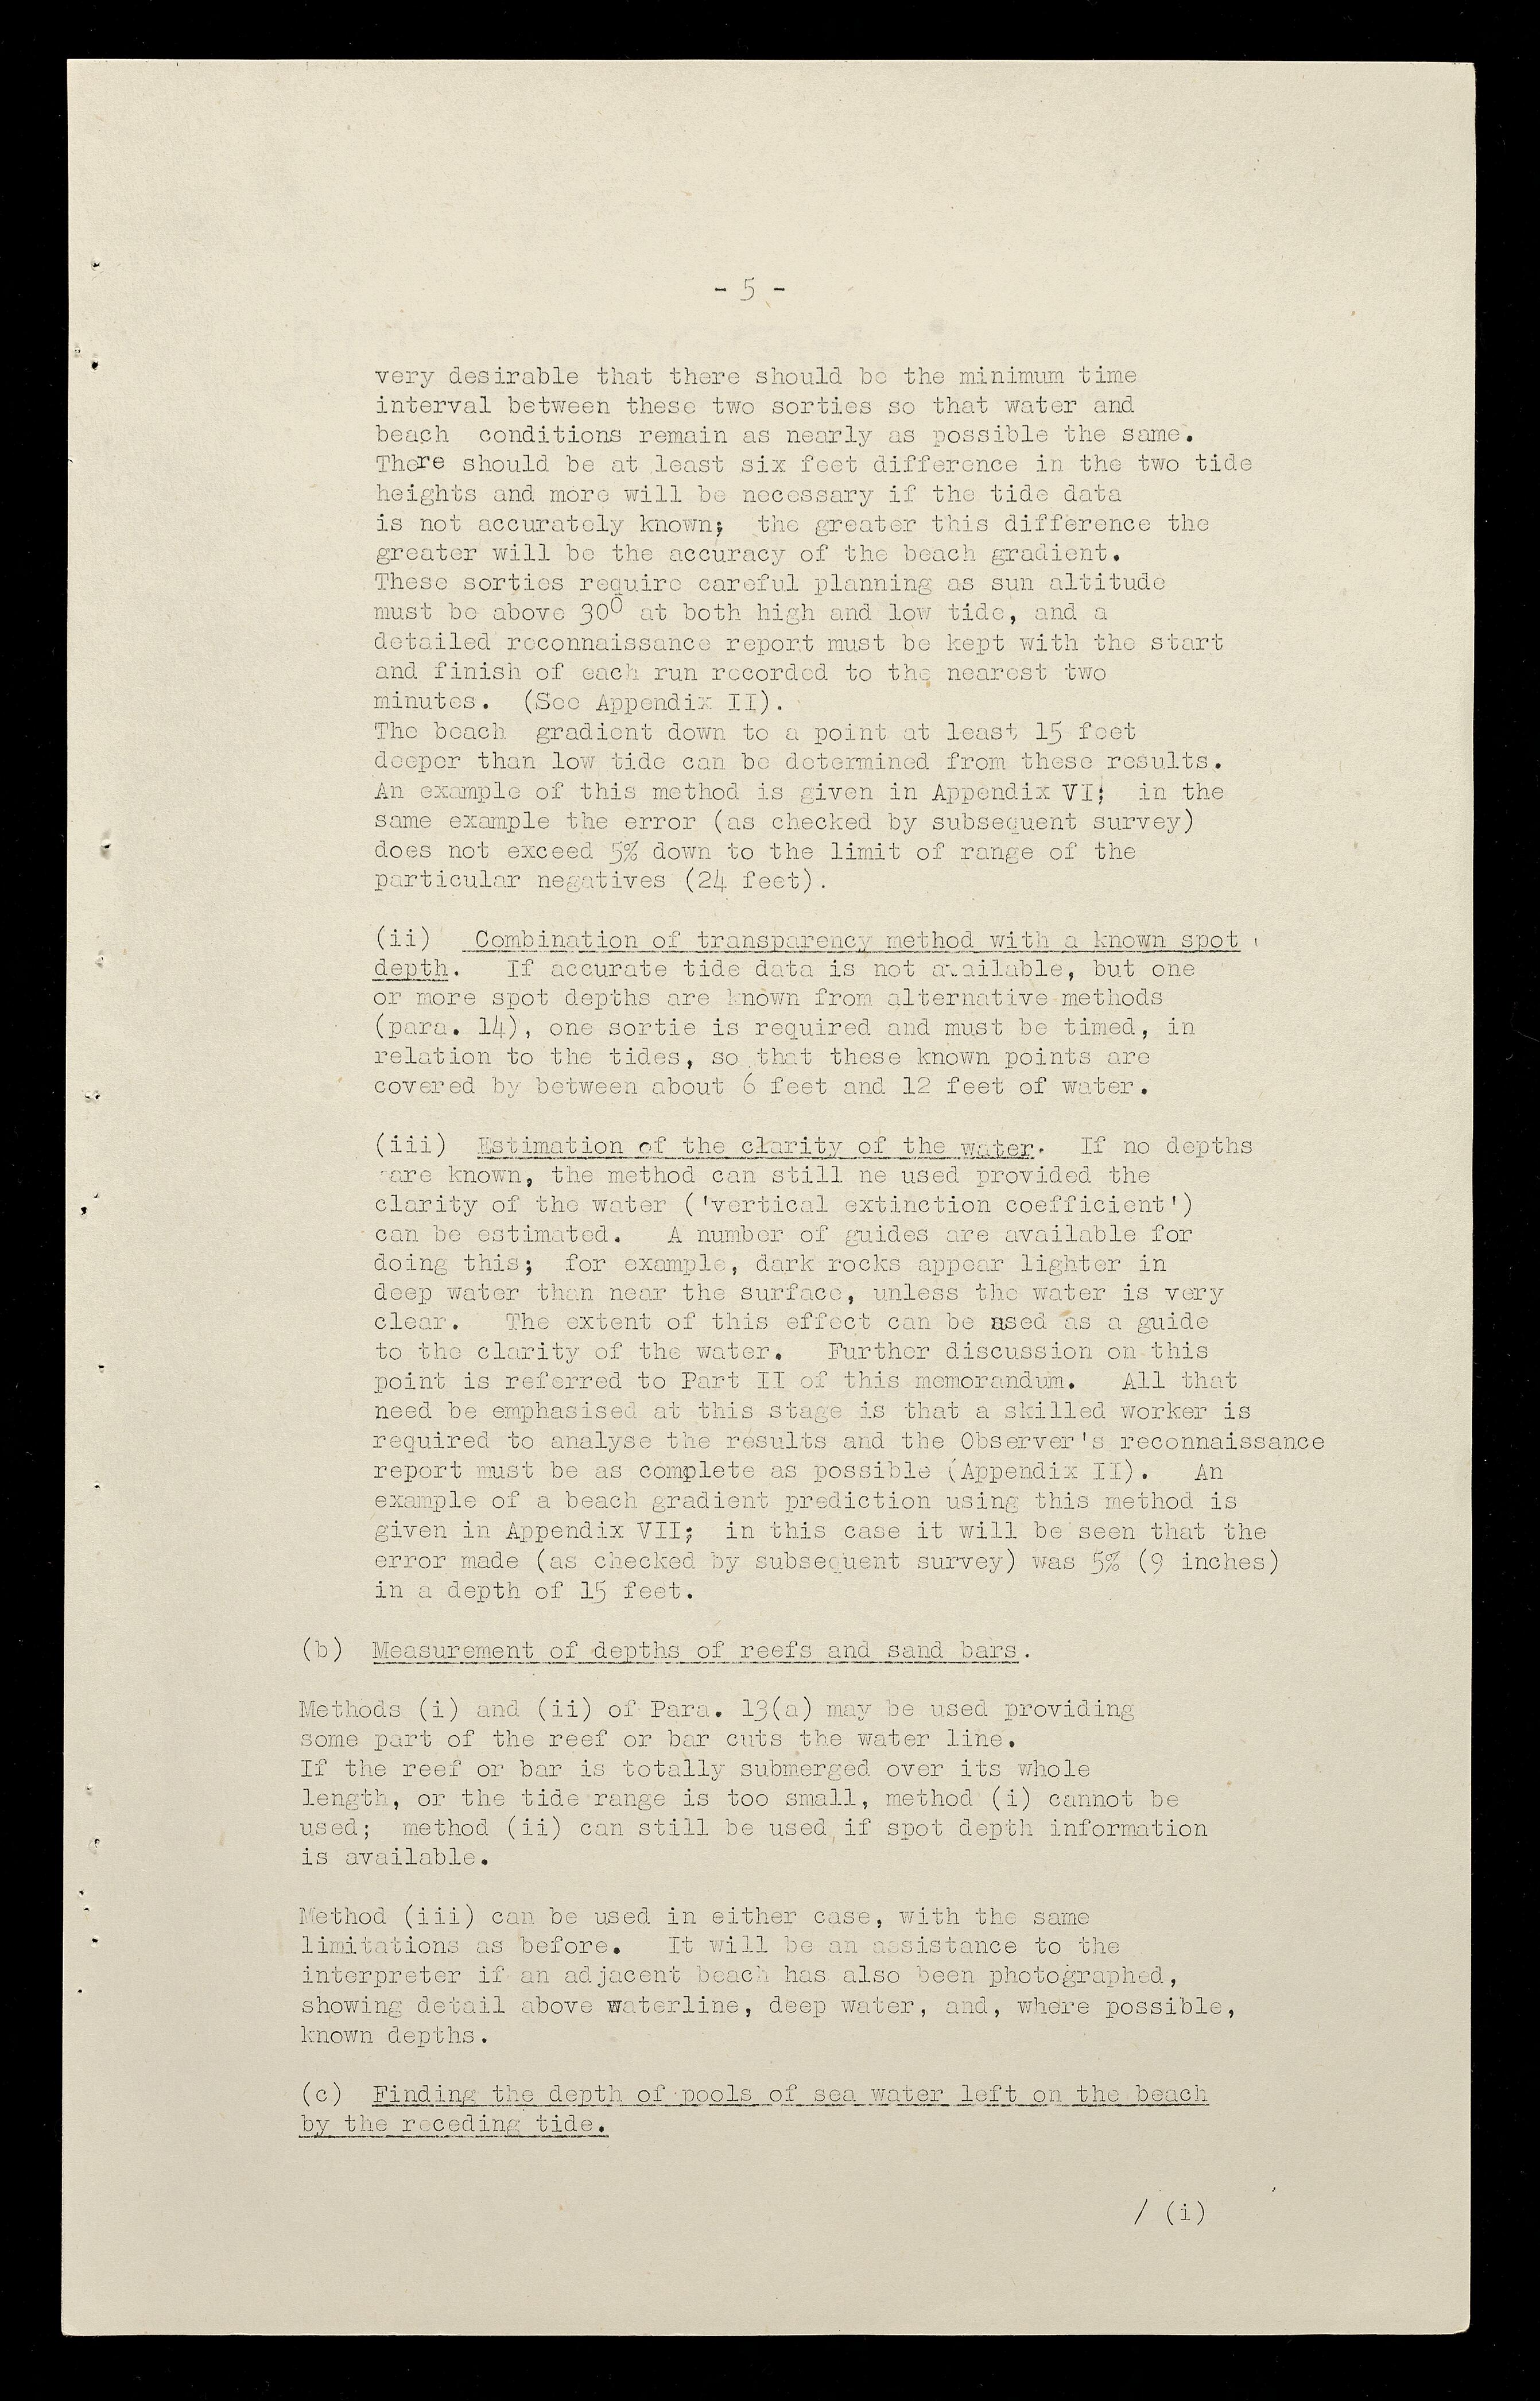 - 5 -
very desirable that there should be the minimum time
interval between these two sorties so that water and
beach conditions remain as nearly as possible the same.
There should be at least six feet difference in the two tide
heights and more will be necessary if the tide data
is not accurately known; the greater this difference the
greater will be the accuracy of the beach gradient.
These sorties require careful planning as sun altitude
must be above 30° at both high and low tide, and a
detailed reconnaissance report must be kept with the start
and finish of each run recorded to the nearest two
minutes. (See Appendix II).
The beach gradient down to a point at least 15 feet
deeper than low tide can be determined from these results.
An example of this method is given in Appendix VI; in the
same example the error (as checked by subsequent survey)
does not exceed 5% down to the limit of range of the
particular negatives (24 feet).
(ii) Combination of transparency method with a known spot
depth. If accurate tide data is not available, but one
or more spot depths are known from alternative methods
(para. 14), one sortie is required and must be timed, in
relation to the tides, so that these known points are
covered by between about 6 feet and 12 feet of water.
(iii) Estimation of the clarity of the water. If no depths
are known, the method can still ne used provided the
clarity of the water ('vertical extinction coefficient')
can be estimated. A number of guides are available for
doing this; for example, dark rocks appear lighter in
deep water than near the surface, unless the water is very
clear. The extent of this effect can be used as a guide
to the clarity of the water. Further discussion on this
point is referred to Part II of this memorandum. All that
need be emphasised at this stage is that a skilled worker is
required to analyse the results and the Observer's reconnaissance
report must be as complete as possible (Appendix II). An
example of a beach gradient prediction using this method is
given in Appendix VII; in this case it will be seen that the
error made (as checked by subsequent survey) was 5% (9 inches)
in a depth of 15 feet.
(b) Measurement of depths of reefs and sand bars.
Methods (i) and (ii) of Para. 13(a) may be used providing
some part of the reef or bar cuts the water line.
If the reef or bar is totally submerged over its whole
length, or the tide range is too small, method (i) cannot be
used; method (ii) can still be used if spot depth information
is available.
Method (iii) can be used in either case, with the same
limitations as before. It will be an assistance to the
interpreter if an adjacent beach has also been photographed,
showing detail above waterline, deep water, and, where possible,
known depths.
(c) Finding the depth of pools of sea water left on the beach
by the receding tide.
/ (i)